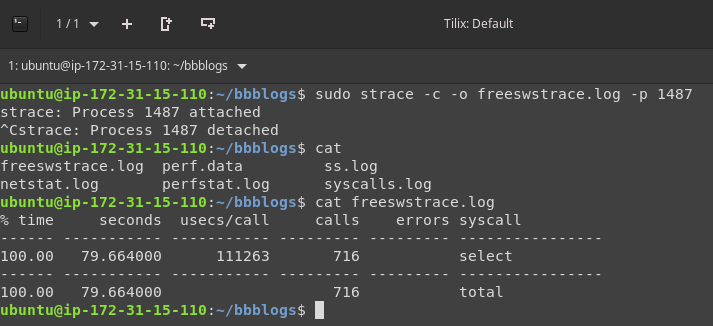 1 / 1
Tilix: Default
1: ubuntu@ip-172-31-15-110: ~/bbblogs
ubuntu@ip-172-31-15-110:~/bbblogs$ sudo strace -c -o freeswstrace.log -p 1487
strace: Process 1487 attached
^Cstrace: Process 1487 detached
ubuntu@ip-172-31-15-110:~/bbblogs$ cat
freeswstrace.log  perf.data         ss.log
netstat.log       perfstat.log      syscalls.log
ubuntu@ip-172-31-15-110:~/bbblogs$ cat freeswstrace.log
% time     seconds  usecs/call     calls    errors syscall
------ ----------- ----------- --------- --------- ----------------
100.00   79.664000      111263       716           select
------ ----------- ----------- --------- --------- ----------------
100.00   79.664000                   716           total
ubuntu@ip-172-31-15-110:~/bbblogs$